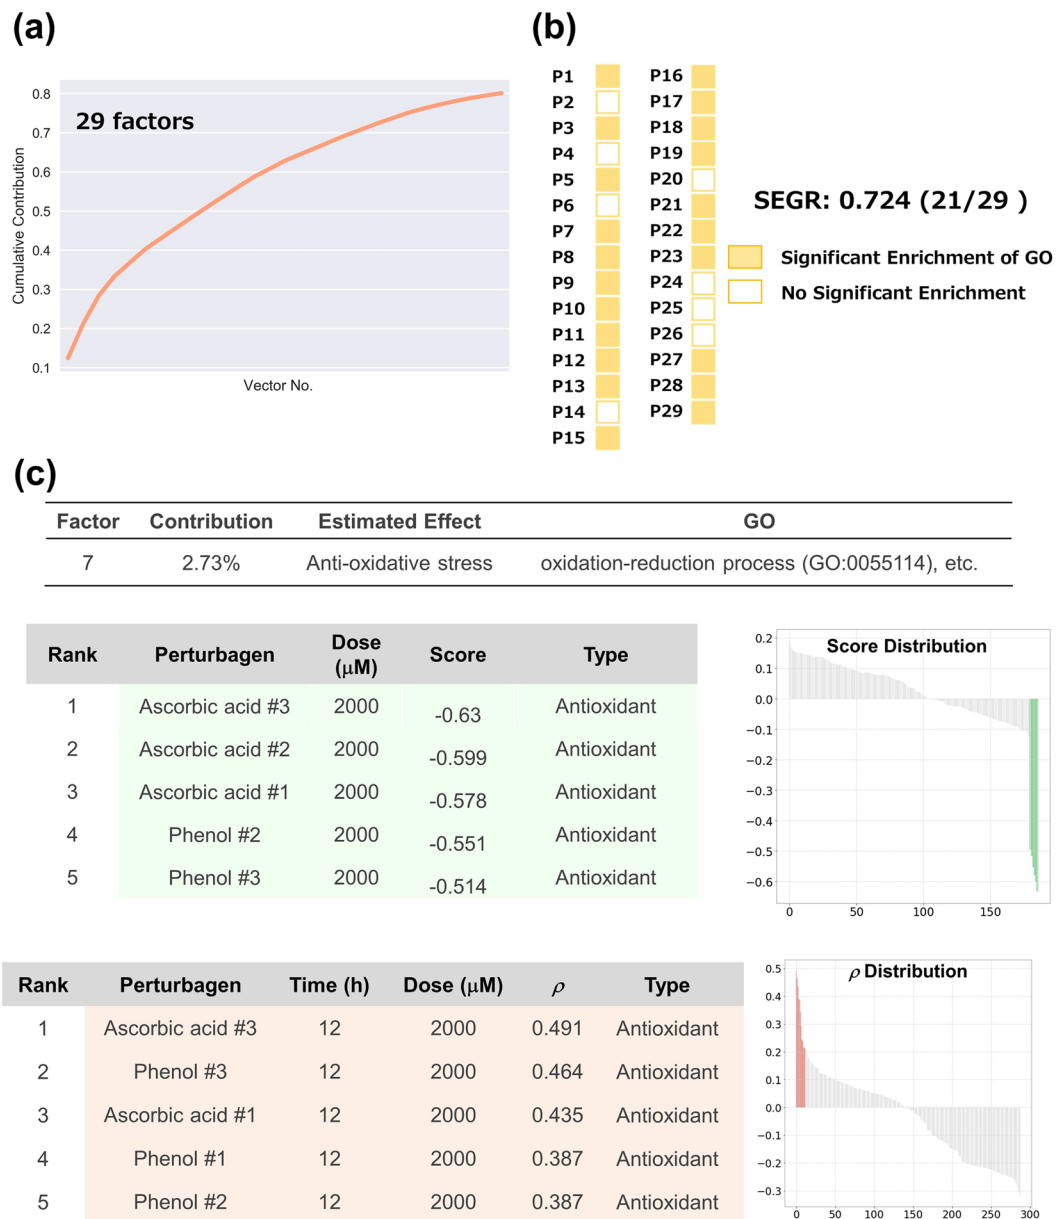 (a)
0.8
0.7
0.6
0.5
0.4
0.3
0.2
0.1
Cumulative Contribution
29 factors
Vector No.
(b)
P1
P2
P3
P4
P5
P6
P7
P8
P9
P10
P11
P12
P13
P14
P15
P16
P17
P18
P19
P20
P21
P22
P23
P24
P25
P26
P27
P28
P29
SEGR: 0.724 (21/29 )
Significant Enrichment of GO
No Significant Enrichment
(c)
Factor Contribution Estimated Effect GO
7 2.73% Anti-oxidative stress oxidation-reduction process (GO:0055114), etc.
Rank Perturbagen Dose (μM) Score Type
1 Ascorbic acid #3 2000 -0.63 Antioxidant
2 Ascorbic acid #2 2000 -0.599 Antioxidant
3 Ascorbic acid #1 2000 -0.578 Antioxidant
4 Phenol #2 2000 -0.551 Antioxidant
5 Phenol #3 2000 -0.514 Antioxidant
Score Distribution
0.2
0.1
0.0
−0.1
−0.2
−0.3
−0.4
−0.5
−0.6
0 50 100 150
Rank Perturbagen Time (h) Dose (μM) ρ Type
1 Ascorbic acid #3 12 2000 0.491 Antioxidant
2 Phenol #3 12 2000 0.464 Antioxidant
3 Ascorbic acid #1 12 2000 0.435 Antioxidant
4 Phenol #1 12 2000 0.387 Antioxidant
5 Phenol #2 12 2000 0.387 Antioxidant
ρ Distribution
0.5
0.4
0.3
0.2
0.1
0.0
−0.1
−0.2
−0.3
0 50 100 150 200 250 300